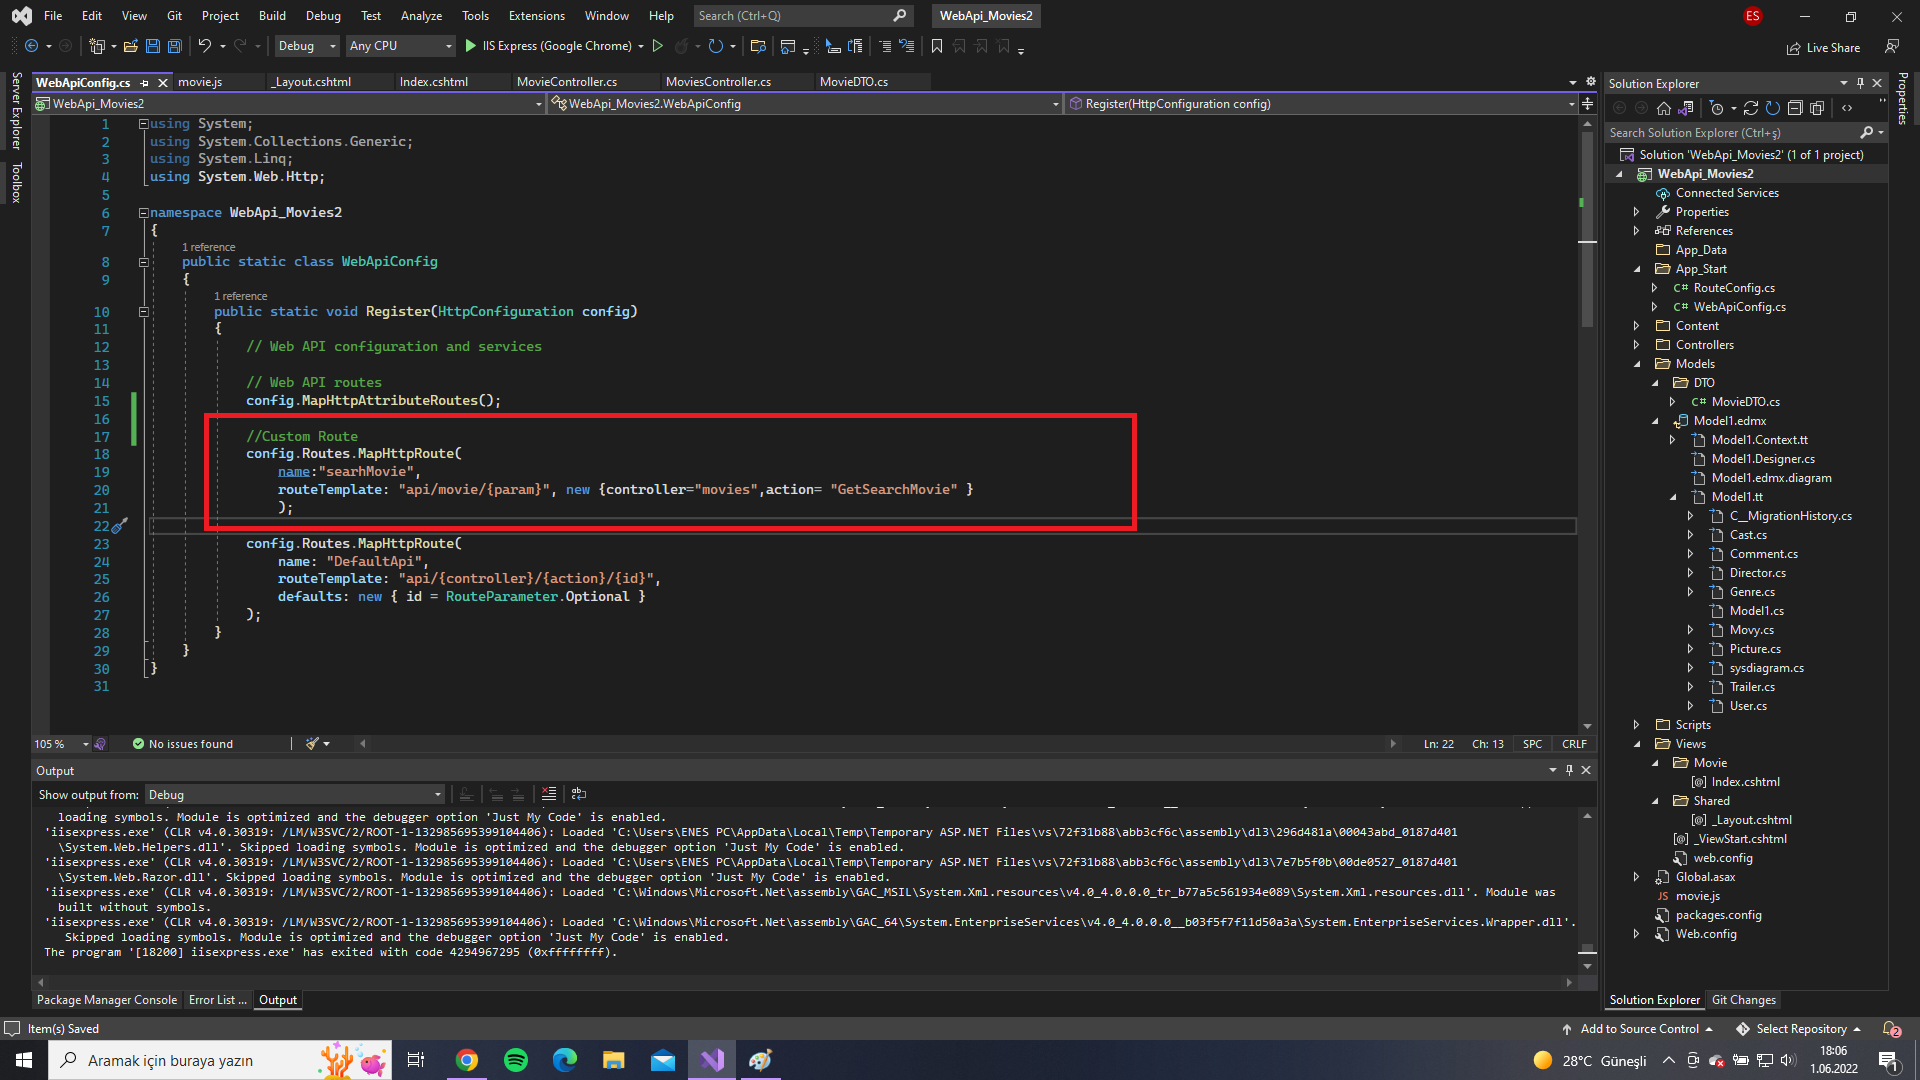 File Edit View Git Project Build Debug Test Analyze Tools Extensions Window Help Search (Ctrl+Q) WebApi_Movies2 ES
Debug Any CPU IIS Express (Google Chrome) Live Share
WebApiConfig.cs movie.js _Layout.cshtml Index.cshtml MovieController.cs MoviesController.cs MovieDTO.cs
WebApi_Movies2 WebApi_Movies2.WebApiConfig Register(HttpConfiguration config)
Server Explorer
Toolbox
1 using System;
2 using System.Collections.Generic;
3 using System.Linq;
4 using System.Web.Http;
5
6 namespace WebApi_Movies2
7 {
1 reference
8 public static class WebApiConfig
9 {
1 reference
10 public static void Register(HttpConfiguration config)
11 {
12 // Web API configuration and services
13
14 // Web API routes
15 config.MapHttpAttributeRoutes();
16
17 //Custom Route
18 config.Routes.MapHttpRoute(
19 name:"searhMovie",
20 routeTemplate: "api/movie/{param}", new {controller="movies",action= "GetSearchMovie" }
21 );
22
23 config.Routes.MapHttpRoute(
24 name: "DefaultApi",
25 routeTemplate: "api/{controller}/{action}/{id}",
26 defaults: new { id = RouteParameter.Optional }
27 );
28 }
29 }
30 }
31
105 % No issues found Ln: 22 Ch: 13 SPC CRLF
Output
Show output from: Debug
loading symbols. Module is optimized and the debugger option 'Just My Code' is enabled.
'iisexpress.exe' (CLR v4.0.30319: /LM/W3SVC/2/ROOT-1-132985695399104406): Loaded 'C:\Users\ENES PC\AppData\Local\Temp\Temporary ASP.NET Files\vs\72f31b88\abb3cf6c\assembly\dl3\296d481a\00043abd_0187d401
\System.Web.Helpers.dll'. Skipped loading symbols. Module is optimized and the debugger option 'Just My Code' is enabled.
'iisexpress.exe' (CLR v4.0.30319: /LM/W3SVC/2/ROOT-1-132985695399104406): Loaded 'C:\Users\ENES PC\AppData\Local\Temp\Temporary ASP.NET Files\vs\72f31b88\abb3cf6c\assembly\dl3\7e7b5f0b\00de0527_0187d401
\System.Web.Razor.dll'. Skipped loading symbols. Module is optimized and the debugger option 'Just My Code' is enabled.
'iisexpress.exe' (CLR v4.0.30319: /LM/W3SVC/2/ROOT-1-132985695399104406): Loaded 'C:\Windows\Microsoft.Net\assembly\GAC_MSIL\System.Xml.resources\v4.0_4.0.0.0_tr_b77a5c561934e089\System.Xml.resources.dll'. Module was
built without symbols.
'iisexpress.exe' (CLR v4.0.30319: /LM/W3SVC/2/ROOT-1-132985695399104406): Loaded 'C:\Windows\Microsoft.Net\assembly\GAC_64\System.EnterpriseServices\v4.0_4.0.0.0__b03f5f7f11d50a3a\System.EnterpriseServices.Wrapper.dll'.
Skipped loading symbols. Module is optimized and the debugger option 'Just My Code' is enabled.
The program '[18200] iisexpress.exe' has exited with code 4294967295 (0xffffffff).
Package Manager Console Error List ... Output
Solution Explorer
Properties
Search Solution Explorer (Ctrl+ş)
Solution 'WebApi_Movies2' (1 of 1 project)
WebApi_Movies2
Connected Services
Properties
References
App_Data
App_Start
C# RouteConfig.cs
C# WebApiConfig.cs
Content
Controllers
Models
DTO
C# MovieDTO.cs
Model1.edmx
Model1.Context.tt
Model1.Designer.cs
Model1.edmx.diagram
Model1.tt
C__MigrationHistory.cs
Cast.cs
Comment.cs
Director.cs
Genre.cs
Model1.cs
Movy.cs
Picture.cs
sysdiagram.cs
Trailer.cs
User.cs
Scripts
Views
Movie
[@] Index.cshtml
Shared
[@] _Layout.cshtml
[@] _ViewStart.cshtml
web.config
Global.asax
JS movie.js
packages.config
Web.config
Solution Explorer Git Changes
Item(s) Saved Add to Source Control Select Repository 2
Aramak için buraya yazın 28°C Güneşli 18:06
1.06.2022 1